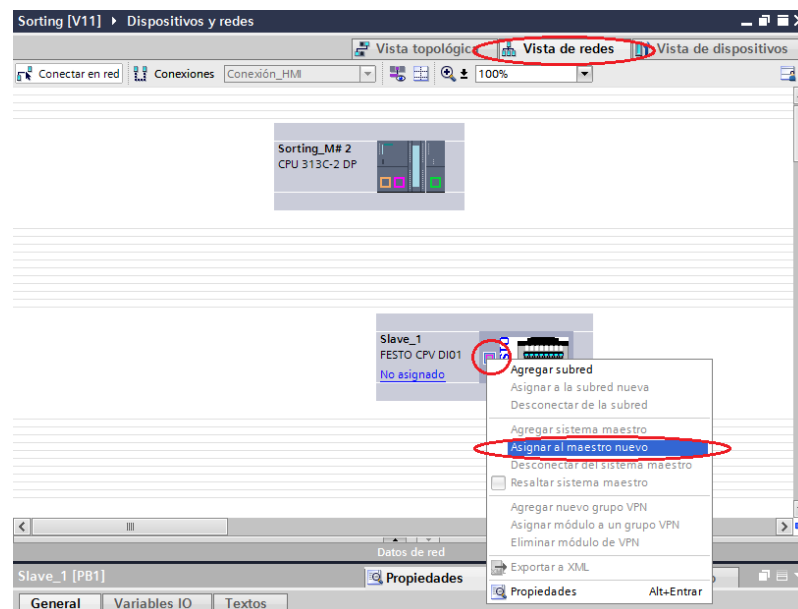 Sorting [V11] ▸ Dispositivos y redes
Vista topológica Vista de redes Vista de dispositivos
Conectar en red Conexiones Conexión_HMI 100%
Sorting_M# 2
CPU 313C-2 DP
Slave_1
FESTO CPV DI01
No asignado
Agregar subred
Asignar a la subred nueva
Desconectar de la subred
Agregar sistema maestro
Asignar al maestro nuevo
Desconectar del sistema maestro
Resaltar sistema maestro
Agregar nuevo grupo VPN
Asignar módulo a un grupo VPN
Eliminar módulo de VPN
Exportar a XML
Propiedades Alt+Entrar
Datos de red
Slave_1 [PB1] Propiedades
General Variables IO Textos